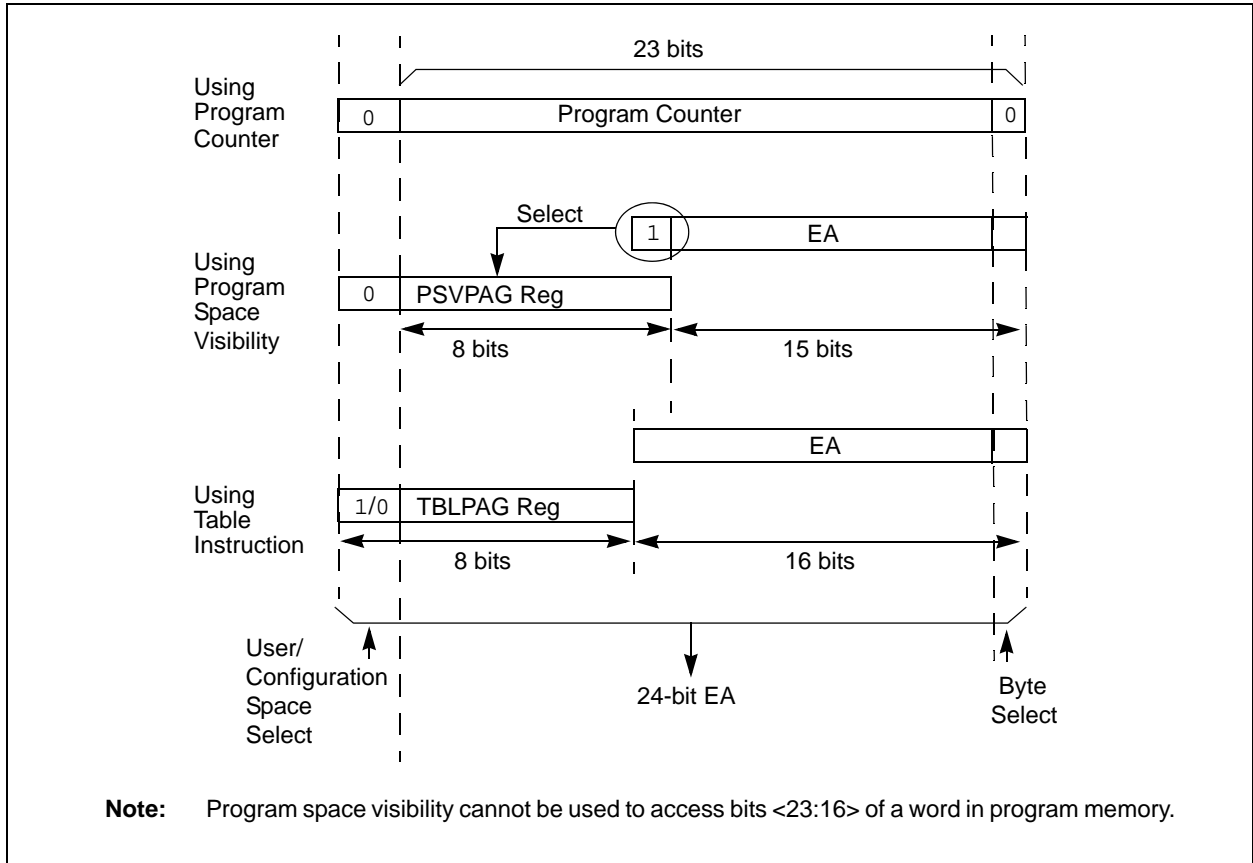 23 bits
Using
Program
Counter
0
Program Counter
0
Select
1
EA
Using
Program
Space
Visibility
0
PSVPAG Reg
8 bits
15 bits
EA
Using
Table
Instruction
1/0
TBLPAG Reg
8 bits
16 bits
User/
Configuration
Space
Select
24-bit EA
Byte
Select
Note: Program space visibility cannot be used to access bits <23:16> of a word in program memory.